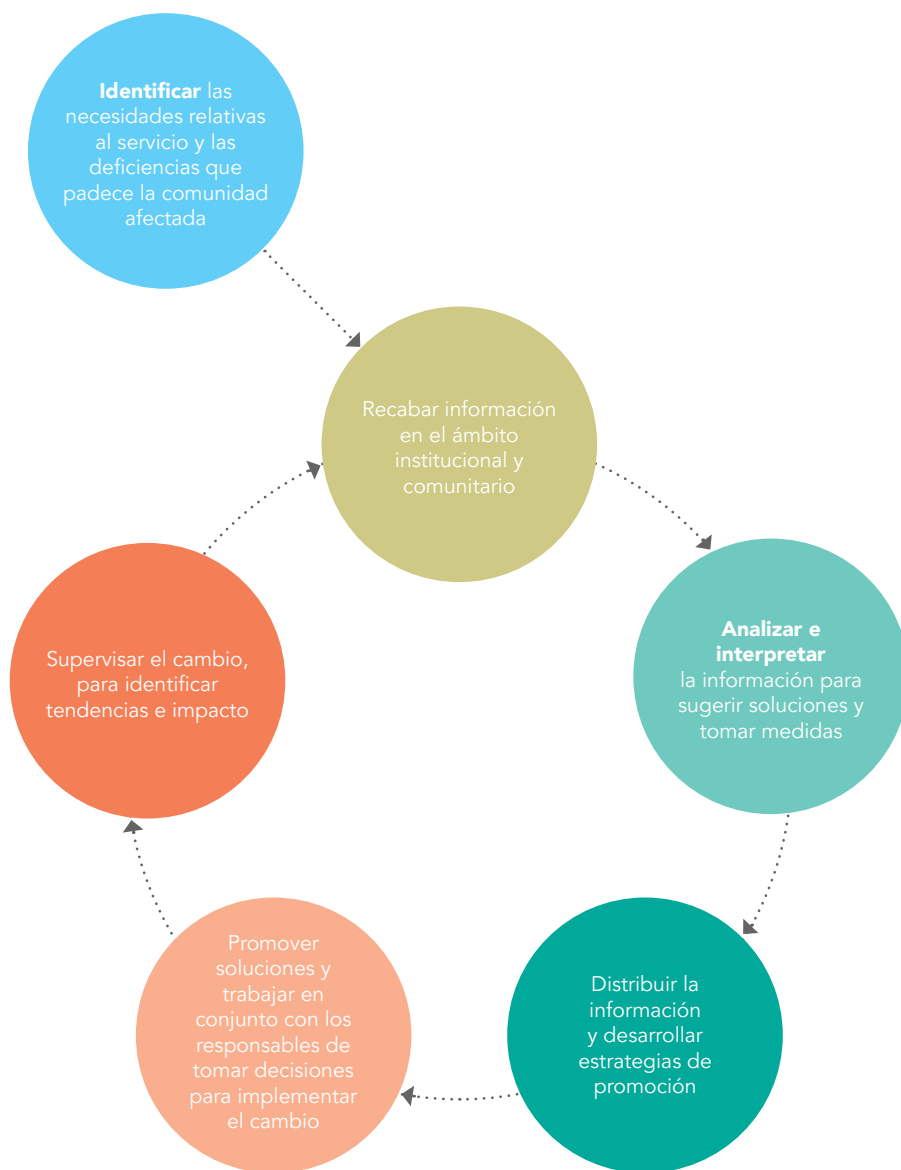 Identificar las
necesidades relativas
al servicio y las
deficiencias que
padece la comunidad
afectada
Recabar información
en el ámbito
institucional y
comunitario
Analizar e
interpretar
la información para
sugerir soluciones y
tomar medidas
Distribuir la
información
y desarrollar
estrategias de
promoción
Promover
soluciones y
trabajar en
conjunto con los
responsables de
tomar decisiones
para implementar
el cambio
Supervisar el cambio,
para identificar
tendencias e impacto